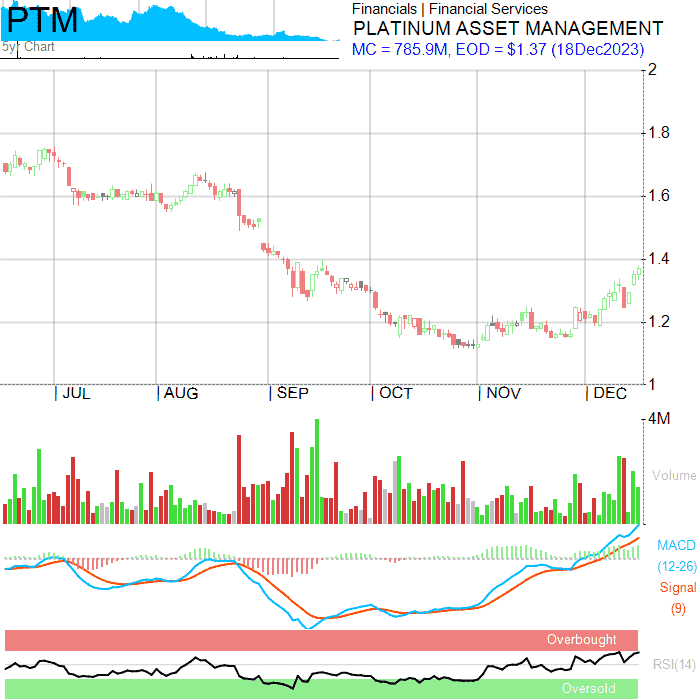 PTM
5yr Chart
Financials | Financial Services
PLATINUM ASSET MANAGEMENT
MC = 785.9M, EOD = $1.37 (18Dec2023)
2
1.8
1.6
1.4
1.2
1
JUL
AUG
SEP
OCT
NOV
DEC
4M
Volume
MACD
(12-26)
Signal
(9)
Overbought
RSI(14)
Oversold